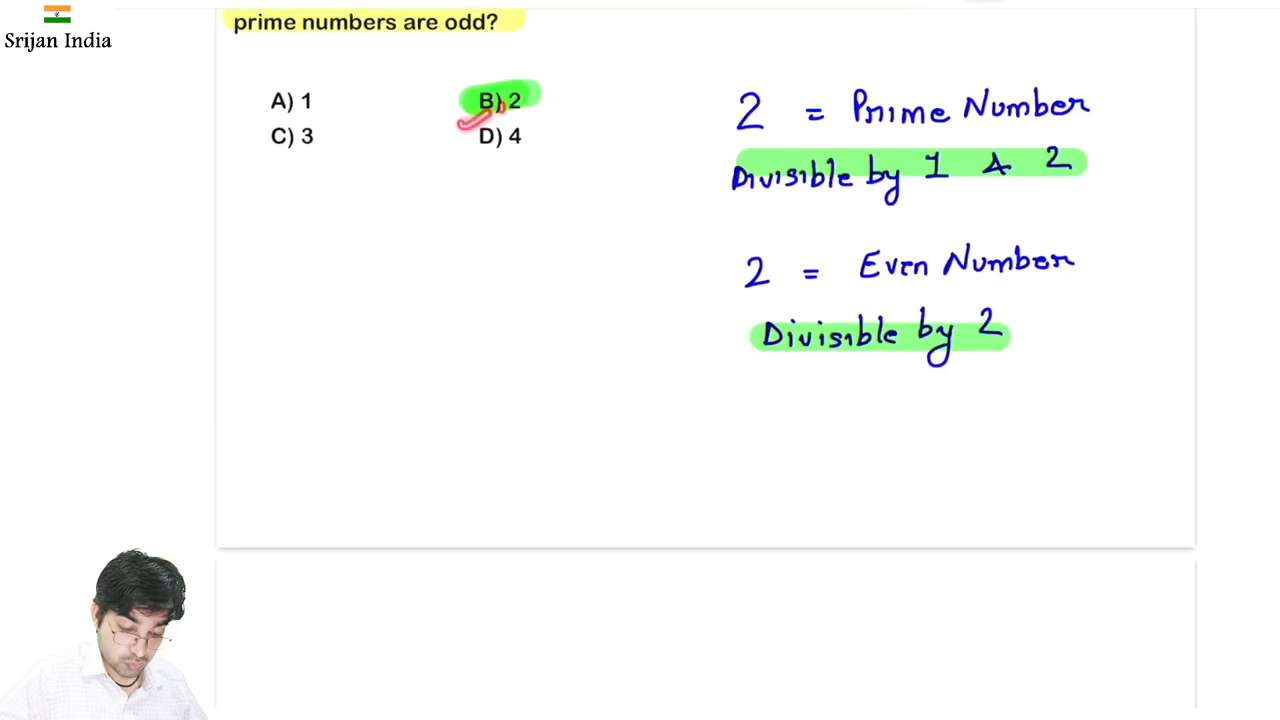 Srijan India
prime numbers are odd?
A) 1
B) 2
C) 3
D) 4
2 = Prime Number
Divisible by 1 & 2
2 = Even Number
Divisible by 2